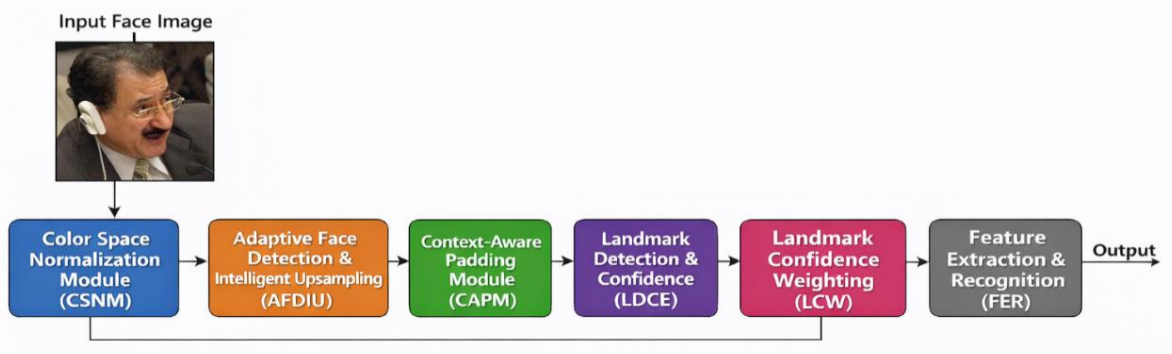 Input Face Image
Color Space
Normalization
Module
(CSNM)
Adaptive Face
Detection &
Intelligent Upsampling
(AFDIU)
Context-Aware
Padding
Module
(CAPM)
Landmark
Detection &
Confidence
(LDCE)
Landmark
Confidence
Weighting
(LCW)
Feature
Extraction &
Recognition
(FER)
Output